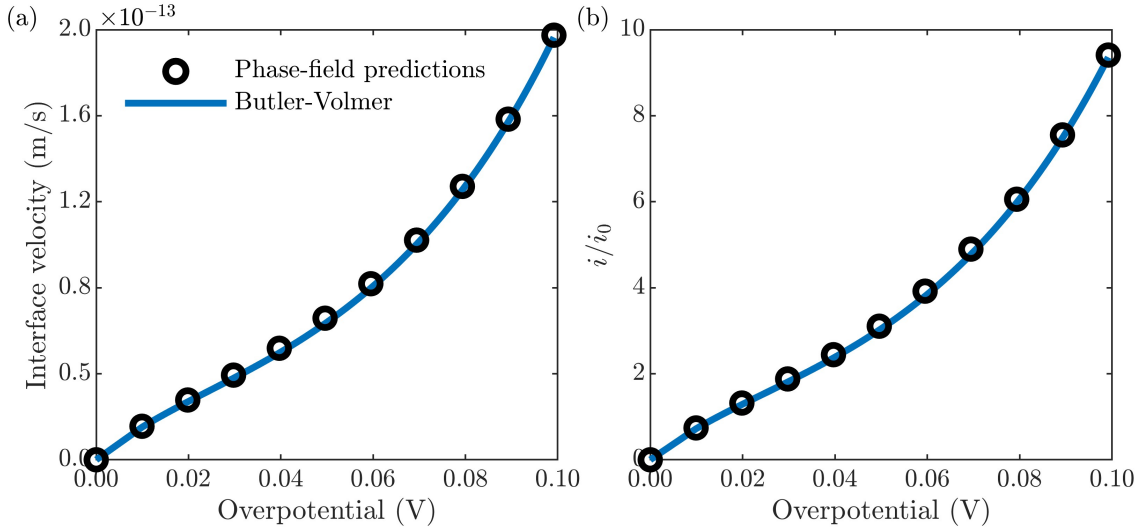 (a)
×10−13
2.0
1.6
1.2
0.8
0.5
0.0
Interface velocity (m/s)
Phase-field predictions
Butler-Volmer
0.00 0.02 0.04 0.06 0.08 0.10
Overpotential (V)
(b)
10
8
6
4
2
0
i/i0
0.00 0.02 0.04 0.06 0.08 0.10
Overpotential (V)